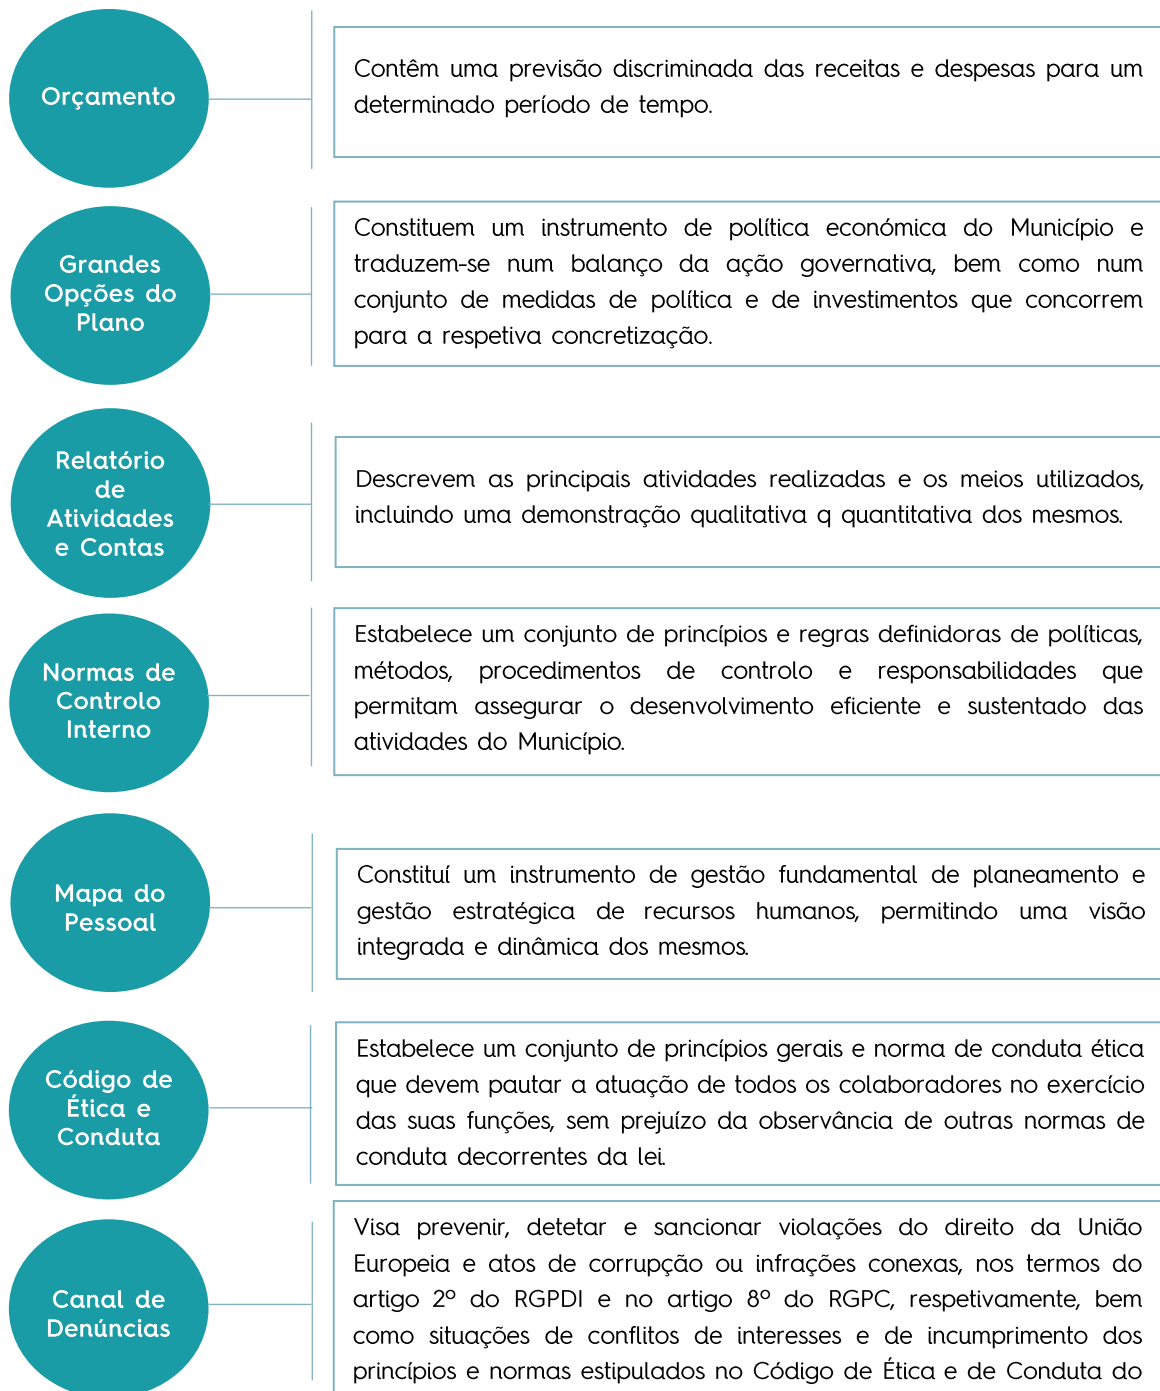 Orçamento
Contêm uma previsão discriminada das receitas e despesas para um
determinado período de tempo.
Grandes
Opções do
Plano
Constituem um instrumento de política económica do Município e
traduzem-se num balanço da ação governativa, bem como num
conjunto de medidas de política e de investimentos que concorrem
para a respetiva concretização.
Relatório
de
Atividades
e Contas
Descrevem as principais atividades realizadas e os meios utilizados,
incluindo uma demonstração qualitativa q quantitativa dos mesmos.
Normas de
Controlo
Interno
Estabelece um conjunto de princípios e regras definidoras de políticas,
métodos, procedimentos de controlo e responsabilidades que
permitam assegurar o desenvolvimento eficiente e sustentado das
atividades do Município.
Mapa do
Pessoal
Constituí um instrumento de gestão fundamental de planeamento e
gestão estratégica de recursos humanos, permitindo uma visão
integrada e dinâmica dos mesmos.
Código de
Ética e
Conduta
Estabelece um conjunto de princípios gerais e norma de conduta ética
que devem pautar a atuação de todos os colaboradores no exercício
das suas funções, sem prejuízo da observância de outras normas de
conduta decorrentes da lei.
Canal de
Denúncias
Visa prevenir, detetar e sancionar violações do direito da União
Europeia e atos de corrupção ou infrações conexas, nos termos do
artigo 2º do RGPDI e no artigo 8º do RGPC, respetivamente, bem
como situações de conflitos de interesses e de incumprimento dos
princípios e normas estipulados no Código de Ética e de Conduta do